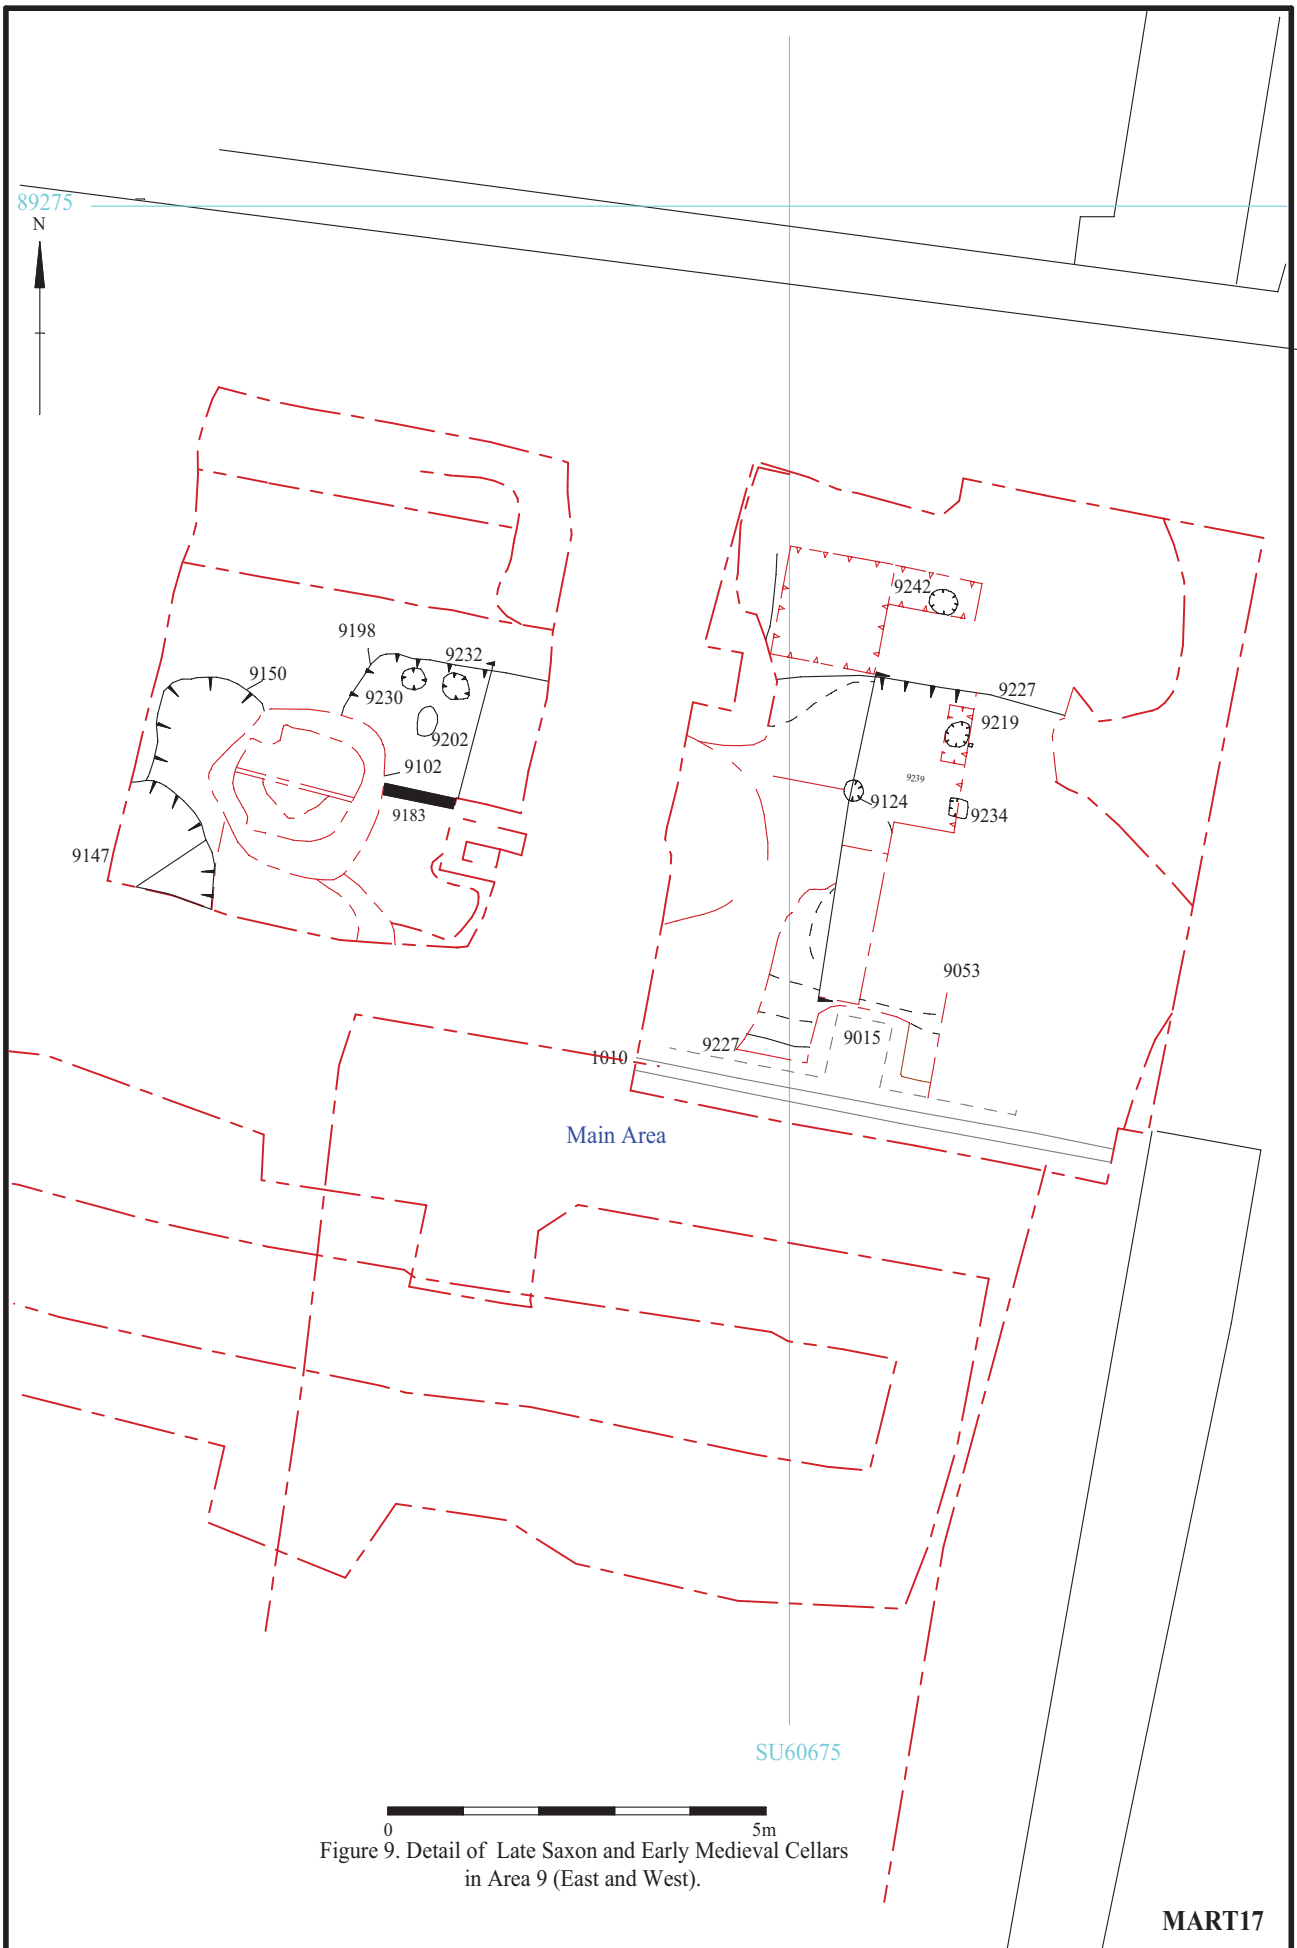 89275
N
9242
9198
9232
9150
9230
9227
9202
9219
9102
9239
9124
9183
9234
9147
9053
9015
9227
1010
Main Area
SU60675
0 5m
Figure 9. Detail of Late Saxon and Early Medieval Cellars
in Area 9 (East and West).
MART17